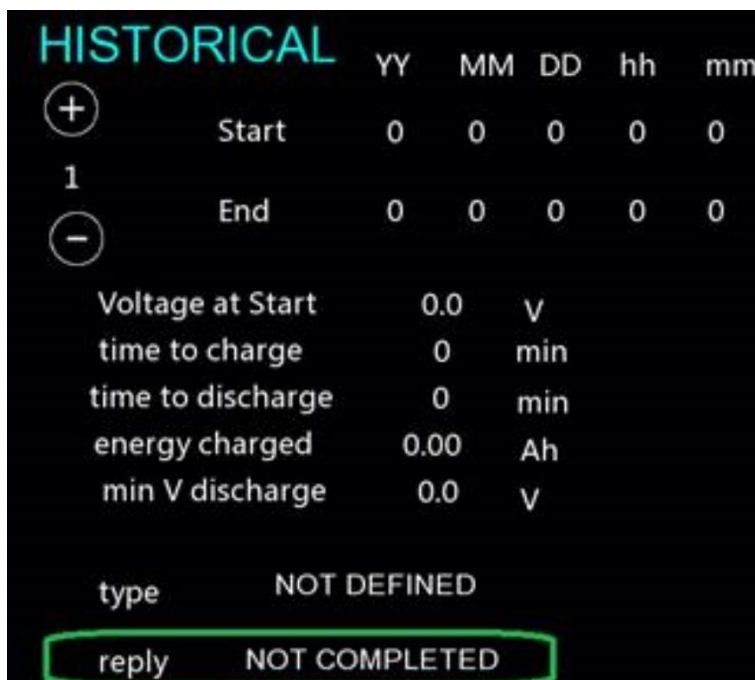 HISTORICAL YY MM DD hh mm
+
Start 0 0 0 0 0
1
End 0 0 0 0 0
-
Voltage at Start 0.0 V
time to charge 0 min
time to discharge 0 min
energy charged 0.00 Ah
min V discharge 0.0 V
type NOT DEFINED
reply NOT COMPLETED